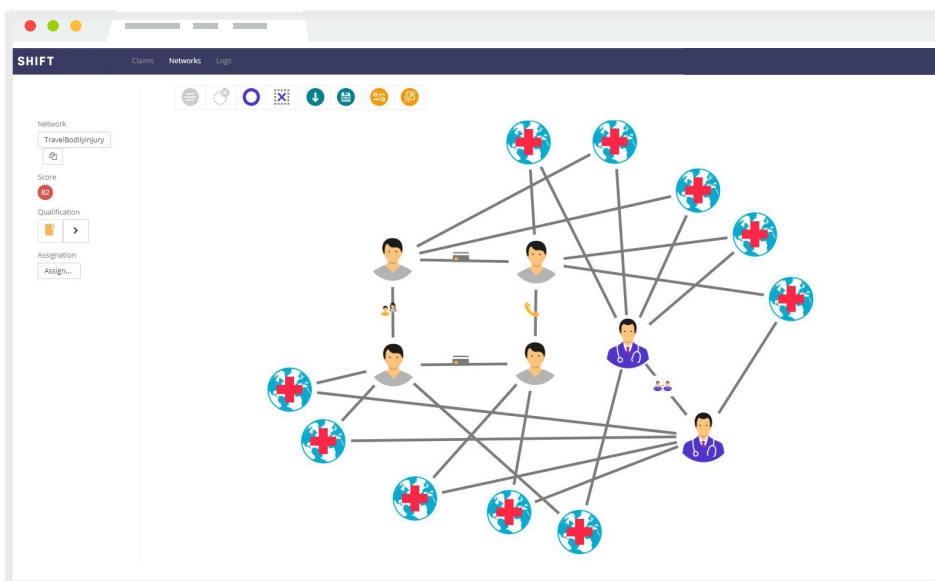 SHIFT
Claims Networks Logs
Network
TravelBodilyInjury
Score
82
Qualification
Assignation
Assign...